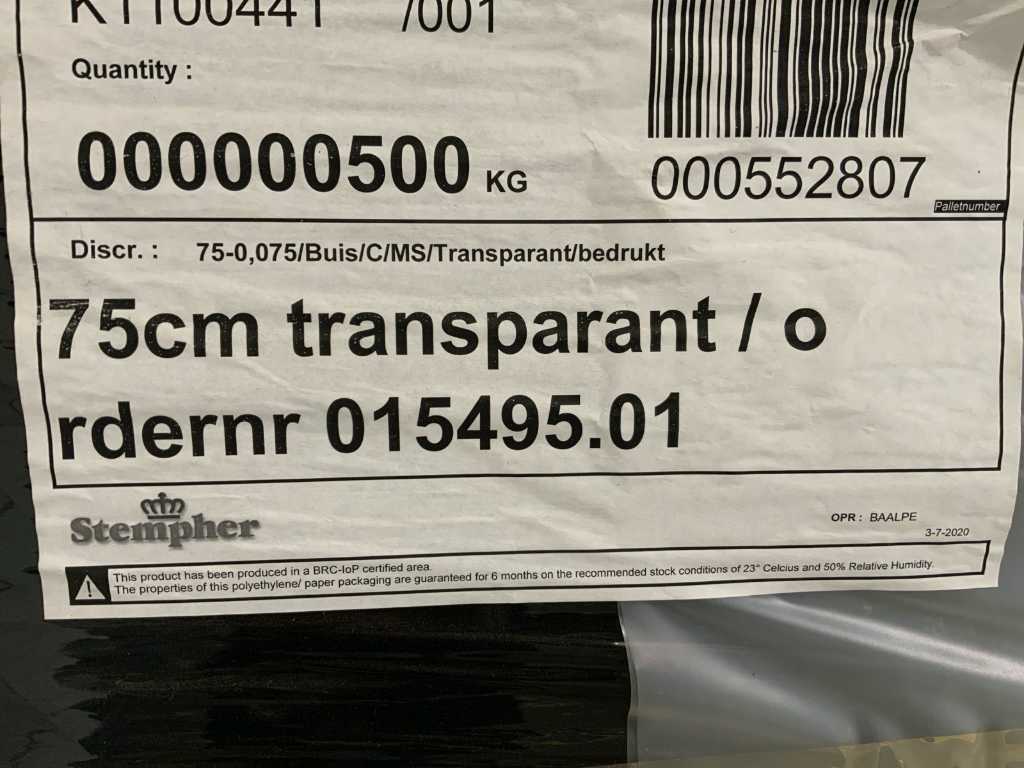 K1100441 /001
Quantity :
000000500 KG
000552807
Palletnumber
Discr. : 75-0,075/Buis/C/MS/Transparant/bedrukt
75cm transparant / o
rdernr 015495.01
Stempher
OPR : BAALPE
3-7-2020
This product has been produced in a BRC-IoP certified area.
The properties of this polyethylene/ paper packaging are guaranteed for 6 months on the recommended stock conditions of 23° Celcius and 50% Relative Humidity.